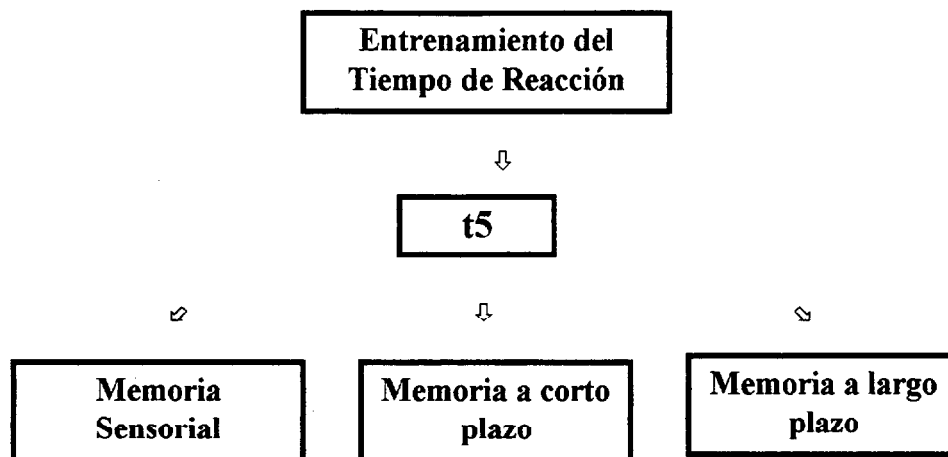 Entrenamiento del
Tiempo de Reacción
t5
Memoria
Sensorial
Memoria a corto
plazo
Memoria a largo
plazo